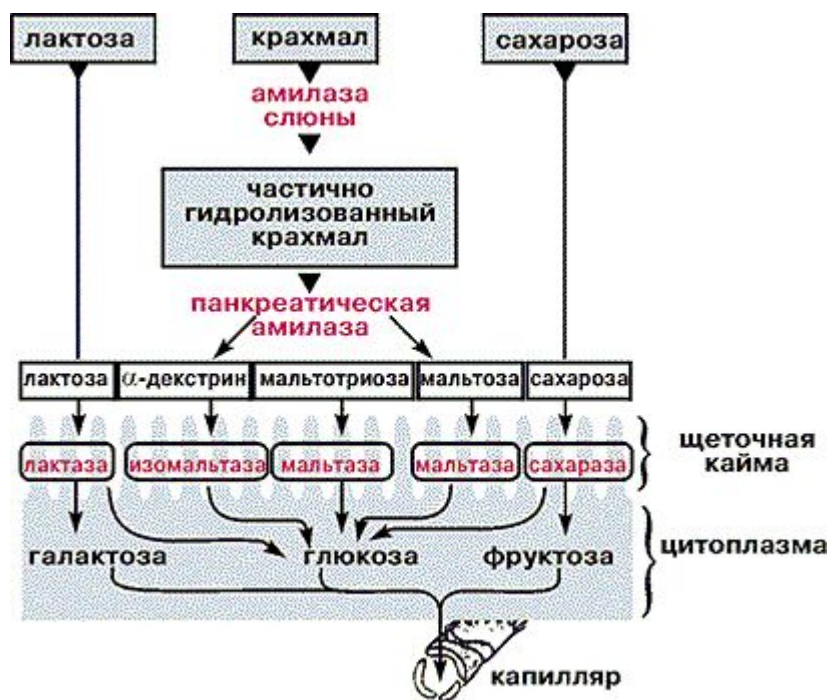 лактоза
крахмал
сахароза
амилаза
слюны
частично
гидролизованный
крахмал
панкреатическая
амилаза
лактоза
α-декстрин
мальтотриоза
мальтоза
сахароза
лактаза
изомальтаза
мальтаза
мальтаза
сахараза
щеточная
кайма
галактоза
глюкоза
фруктоза
цитоплазма
капилляр